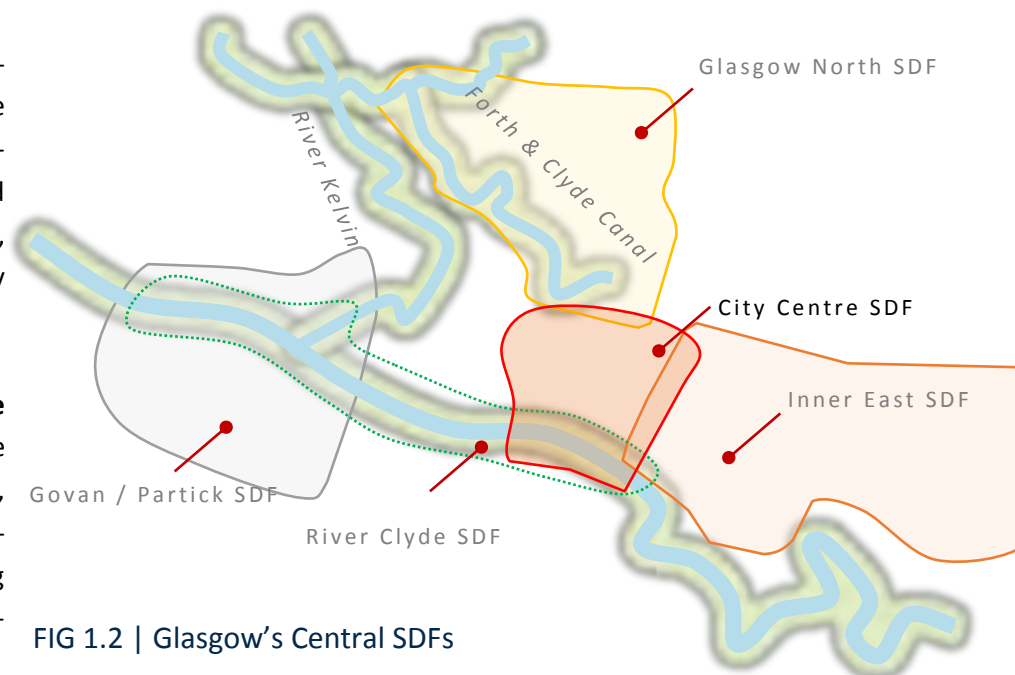 Glasgow North SDF
River Kelvin
Forth & Clyde Canal
City Centre SDF
Inner East SDF
Govan / Partick SDF
River Clyde SDF
FIG 1.2 | Glasgow's Central SDFs